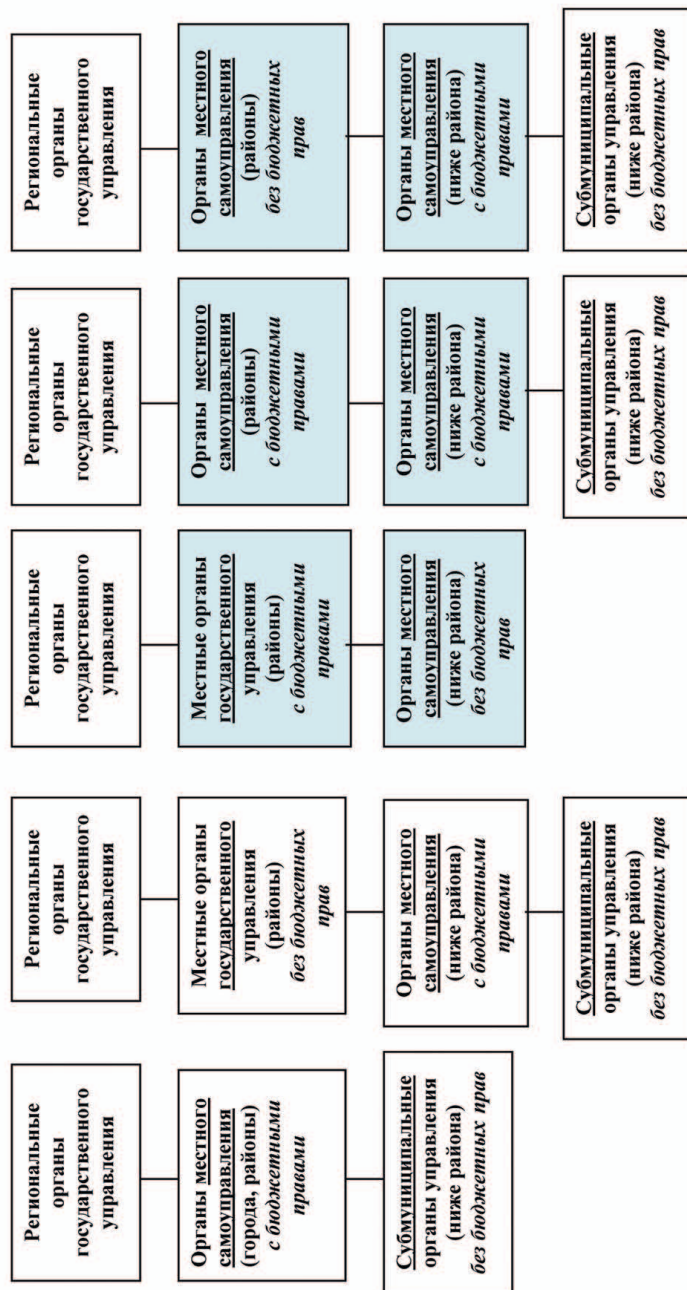 Региональные
органы
государственного
управления
Органы местного
самоуправления
(города, районы)
с бюджетными
правами
Субмуниципальные
органы управления
(ниже района)
без бюджетных прав
Региональные
органы
государственного
управления
Местные органы
государственного
управления
(районы)
без бюджетных
прав
Органы местного
самоуправления
(ниже района)
с бюджетными
правами
Субмуниципальные
органы управления
(ниже района)
без бюджетных прав
Региональные
органы
государственного
управления
Местные органы
государственного
управления
(районы)
с бюджетными
правами
Органы местного
самоуправления
(ниже района)
без бюджетных
прав
Региональные
органы
государственного
управления
Органы местного
самоуправления
(районы)
с бюджетными
правами
Органы местного
самоуправления
(ниже района)
с бюджетными
правами
Субмуниципальные
органы управления
(ниже района)
без бюджетных прав
Региональные
органы
государственного
управления
Органы местного
самоуправления
(районы)
без бюджетных
прав
Органы местного
самоуправления
(ниже района)
с бюджетными
правами
Субмуниципальные
органы управления
(ниже района)
без бюджетных прав